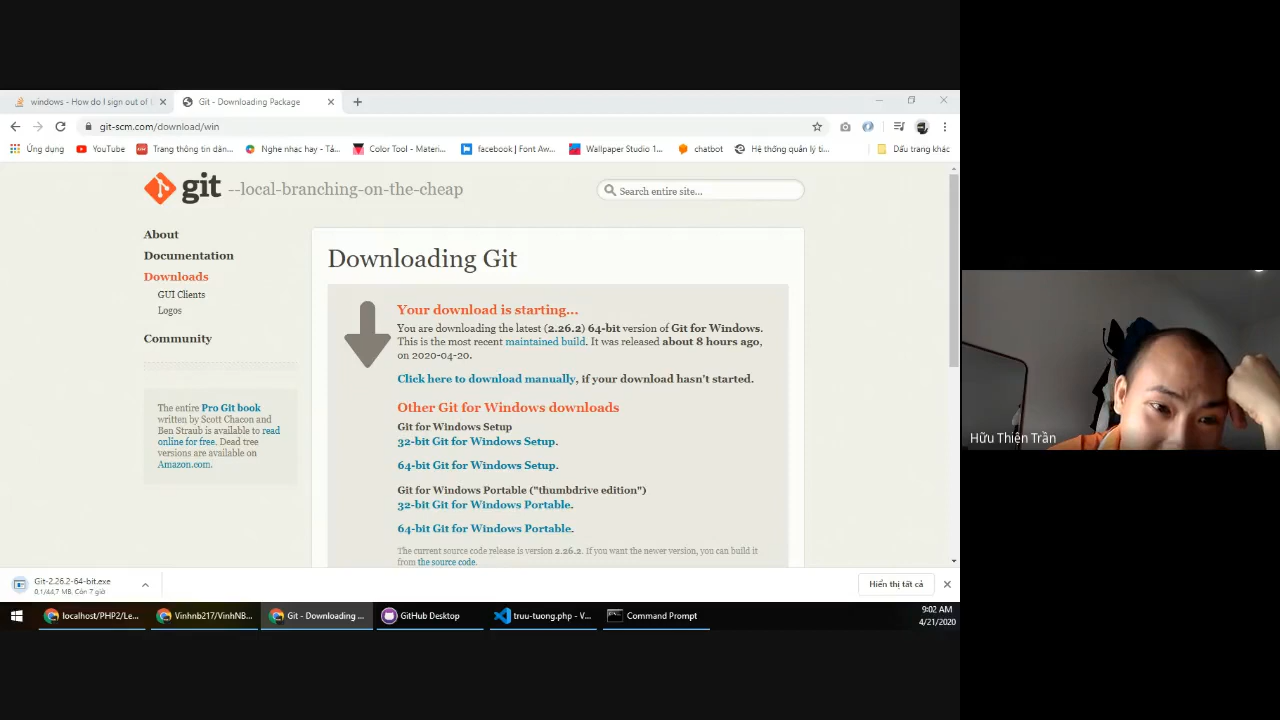 windows - How do I sign out of
Git - Downloading Package
git-scm.com/download/win
Ứng dụng
YouTube
Trang thông tin dân...
Nghe nhạc hay - Tả...
Color Tool - Materi...
facebook | Font Aw...
Wallpaper Studio 1...
chatbot
Hệ thống quản lý ti...
Dấu trang khác
git --local-branching-on-the-cheap
Search entire site...
About
Documentation
Downloads
GUI Clients
Logos
Community
The entire Pro Git book
written by Scott Chacon and
Ben Straub is available to read
online for free. Dead tree
versions are available on
Amazon.com.
Downloading Git
Your download is starting...
You are downloading the latest (2.26.2) 64-bit version of Git for Windows.
This is the most recent maintained build. It was released about 8 hours ago,
on 2020-04-20.
Click here to download manually, if your download hasn't started.
Other Git for Windows downloads
Git for Windows Setup
32-bit Git for Windows Setup.
64-bit Git for Windows Setup.
Git for Windows Portable ("thumbdrive edition")
32-bit Git for Windows Portable.
64-bit Git for Windows Portable.
The current source code release is version 2.26.2. If you want the newer version, you can build it
from the source code.
Git-2.26.2-64-bit.exe
0,1/44,7 MB, Còn 7 giờ
Hiển thị tất cả
localhost/PHP2/Le...
Vinhnb217/VinhNB...
Git - Downloading ...
GitHub Desktop
truu-tuong.php - V...
Command Prompt
9:02 AM
4/21/2020
Hữu Thiện Trần